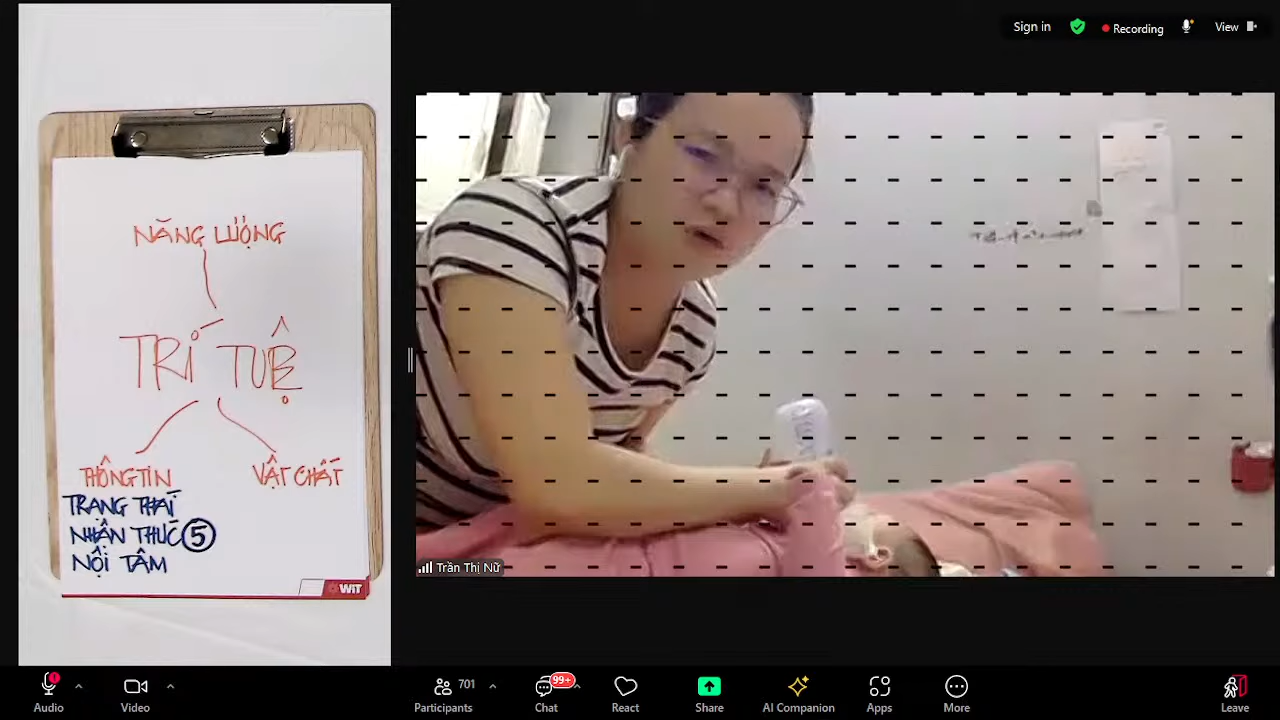 Sign in
Recording
View
NĂNG LƯỢNG
TRÍ TUỆ
THÔNG TIN
VẬT CHẤT
TRẠNG THÁI
NHẬN THỨC 5
NỘI TÂM
WiT
Trần Thị Nữ
Audio
Video
Participants
701
Chat
99+
React
Share
AI Companion
Apps
More
Leave